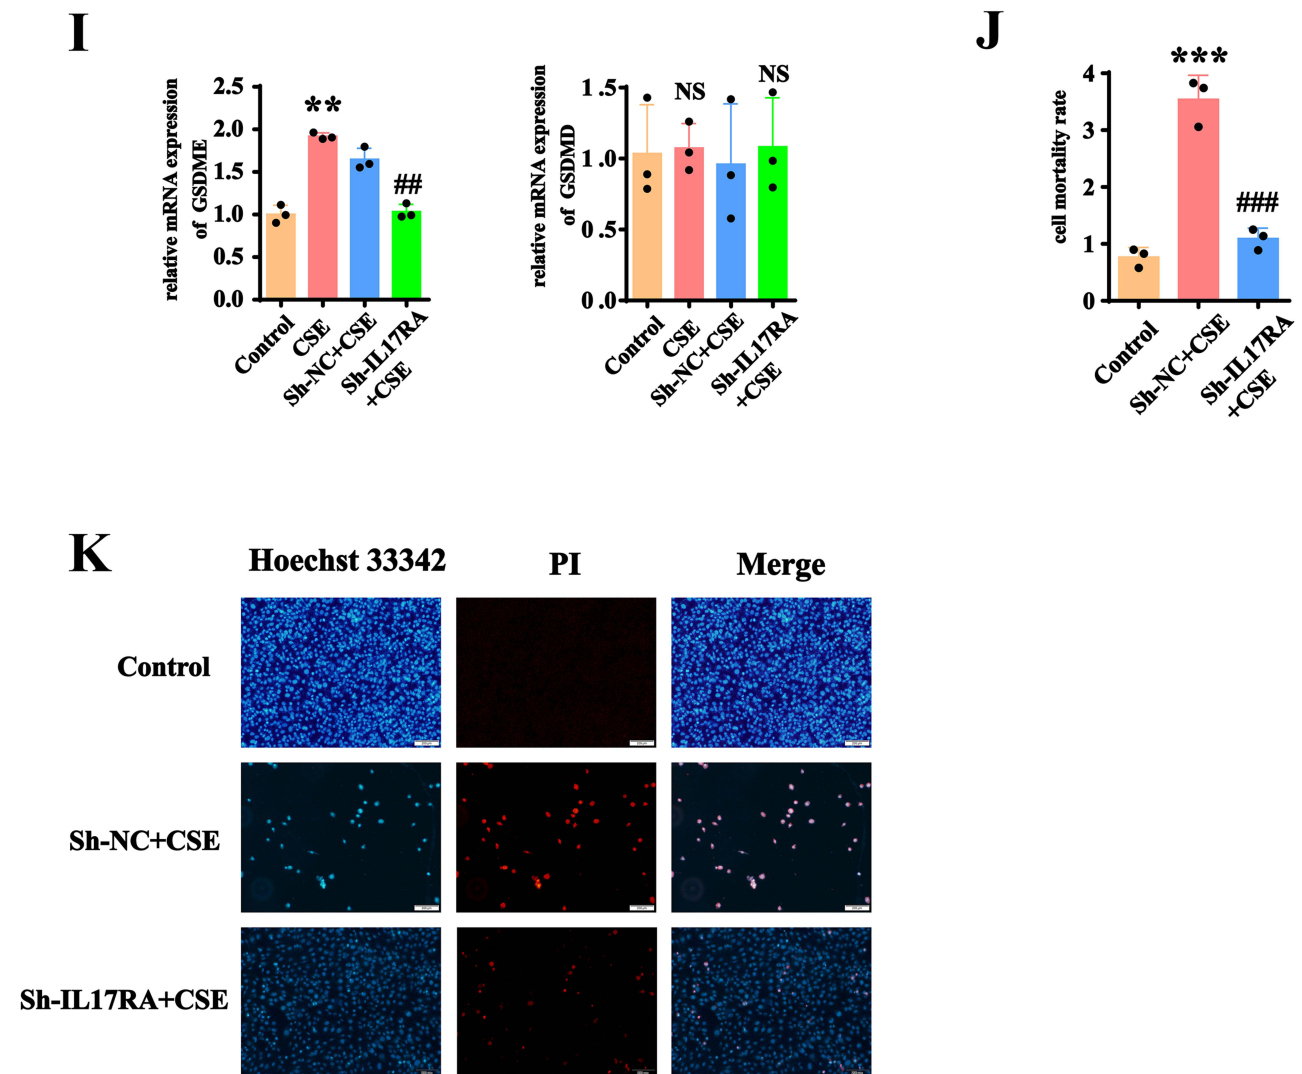 I
relative mRNA expression
of GSDME
2.5
2.0
1.5
1.0
0.5
0.0
**
##
Control
CSE
Sh-NC+CSE
Sh-IL17RA
+CSE
relative mRNA expression
of GSDMD
1.5
1.0
0.5
0.0
NS
NS
Control
CSE
Sh-NC+CSE
Sh-IL17RA
+CSE
J
cell mortality rate
4
3
2
1
0
***
###
Control
Sh-NC+CSE
Sh-IL17RA
+CSE
K
Hoechst 33342
PI
Merge
Control
Sh-NC+CSE
Sh-IL17RA+CSE